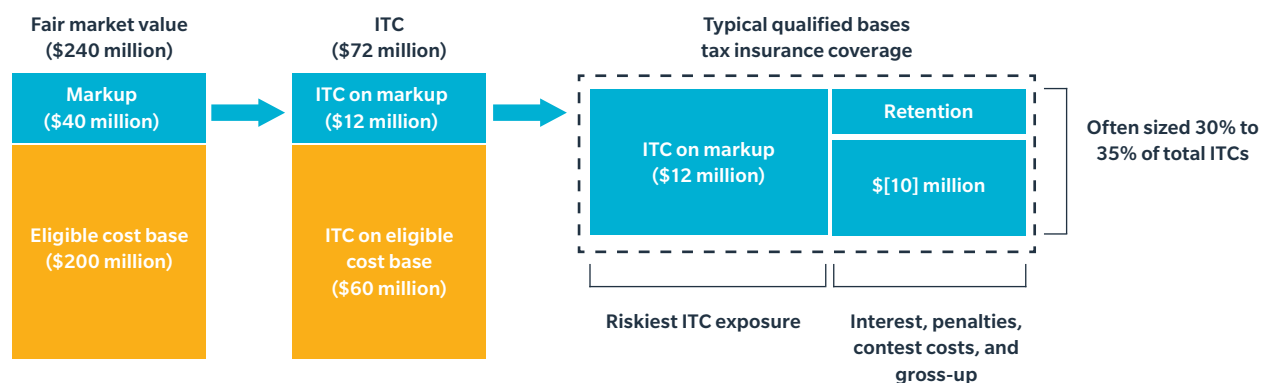 Fair market value
($240 million)
Markup
($40 million)
Eligible cost base
($200 million)
ITC
($72 million)
ITC on markup
($12 million)
ITC on eligible
cost base
($60 million)
Typical qualified bases
tax insurance coverage
ITC on markup
($12 million)
Retention
$[10] million
Often sized 30% to
35% of total ITCs
Riskiest ITC exposure
Interest, penalties,
contest costs, and
gross-up